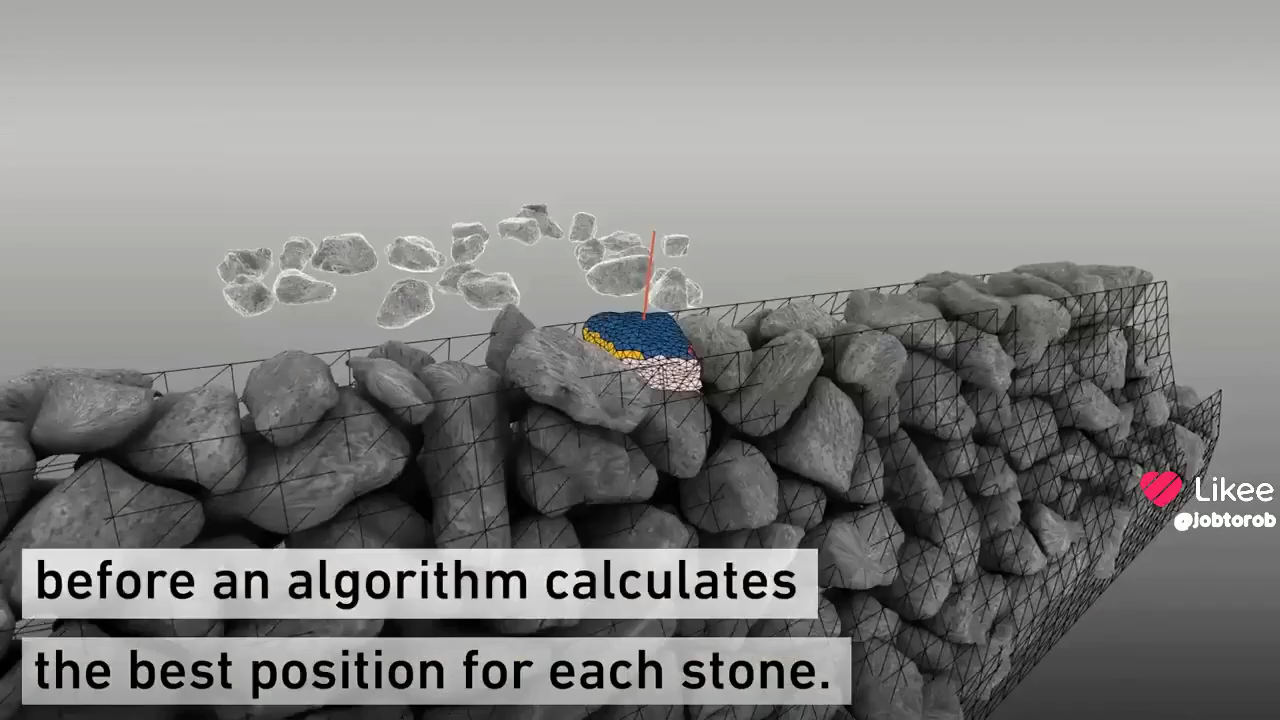 Likee
@jobtorob
before an algorithm calculates
the best position for each stone.